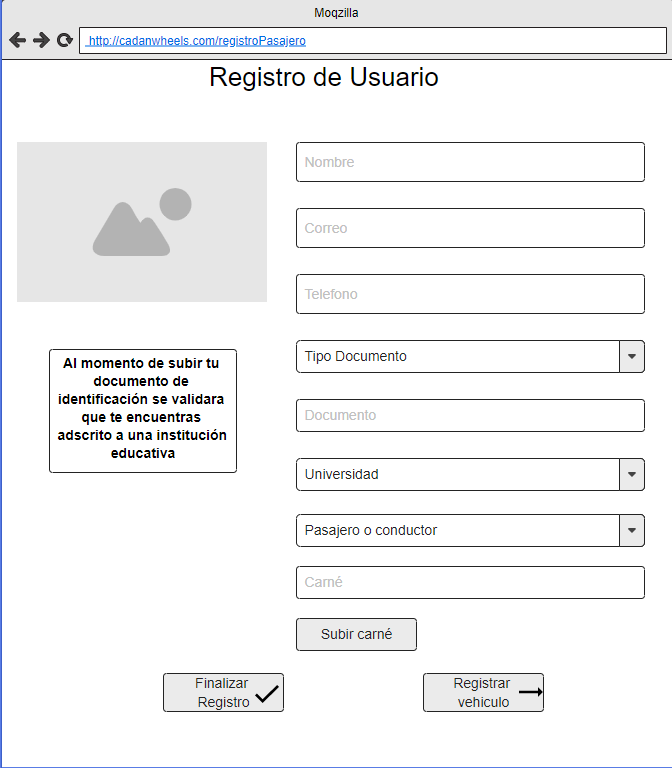 Moqzilla
http://cadanwheels.com/registroPasajero
Registro de Usuario
Nombre
Correo
Telefono
Tipo Documento
Al momento de subir tu
documento de
identificación se validara
que te encuentras
adscrito a una institución
educativa
Documento
Universidad
Pasajero o conductor
Carné
Subir carné
Finalizar
Registro
Registrar
vehiculo